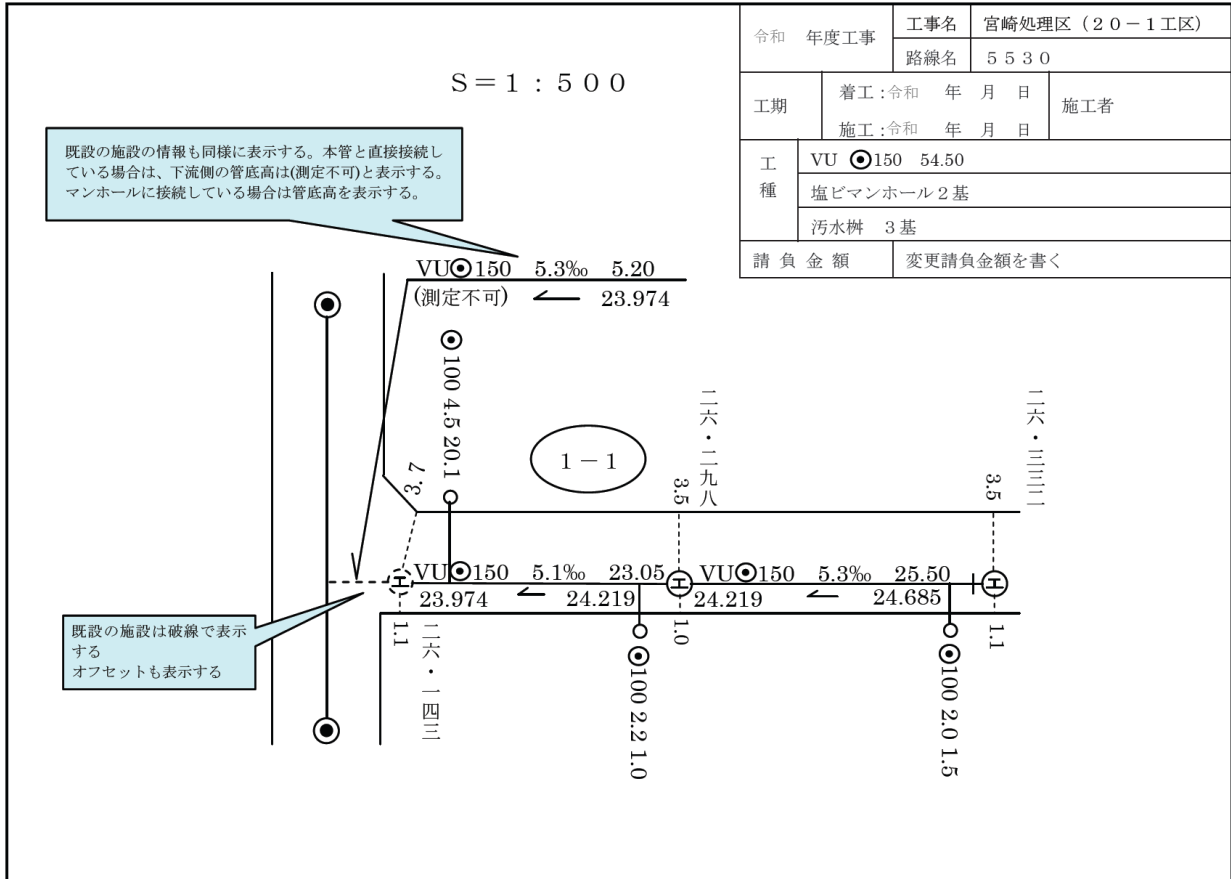 令和　年度工事
工事名　宮崎処理区（２０－１工区）
路線名　５５３０
工期
着工：令和　年　月　日
施工：令和　年　月　日
施工者
工種
VU ◉150 54.50
塩ビマンホール２基
汚水桝　３基
請負金額
変更請負金額を書く
S＝１：５００
既設の施設の情報も同様に表示する。本管と直接接続し
ている場合は、下流側の管底高は(測定不可)と表示する。
マンホールに接続している場合は管底高を表示する。
VU◉150 5.3‰ 5.20
(測定不可) 23.974
◉100 4.5 20.1
１－１
3.7
3.5
二六・二九八
3.5
二六・三三二
VU◉150 5.1‰ 23.05
23.974 24.219
VU◉150 5.3‰ 25.50
24.219 24.685
エ
エ
エ
1.1
二六・一四三
1.0
◉100 2.2 1.0
1.1
◉100 2.0 1.5
既設の施設は破線で表示
する
オフセットも表示する